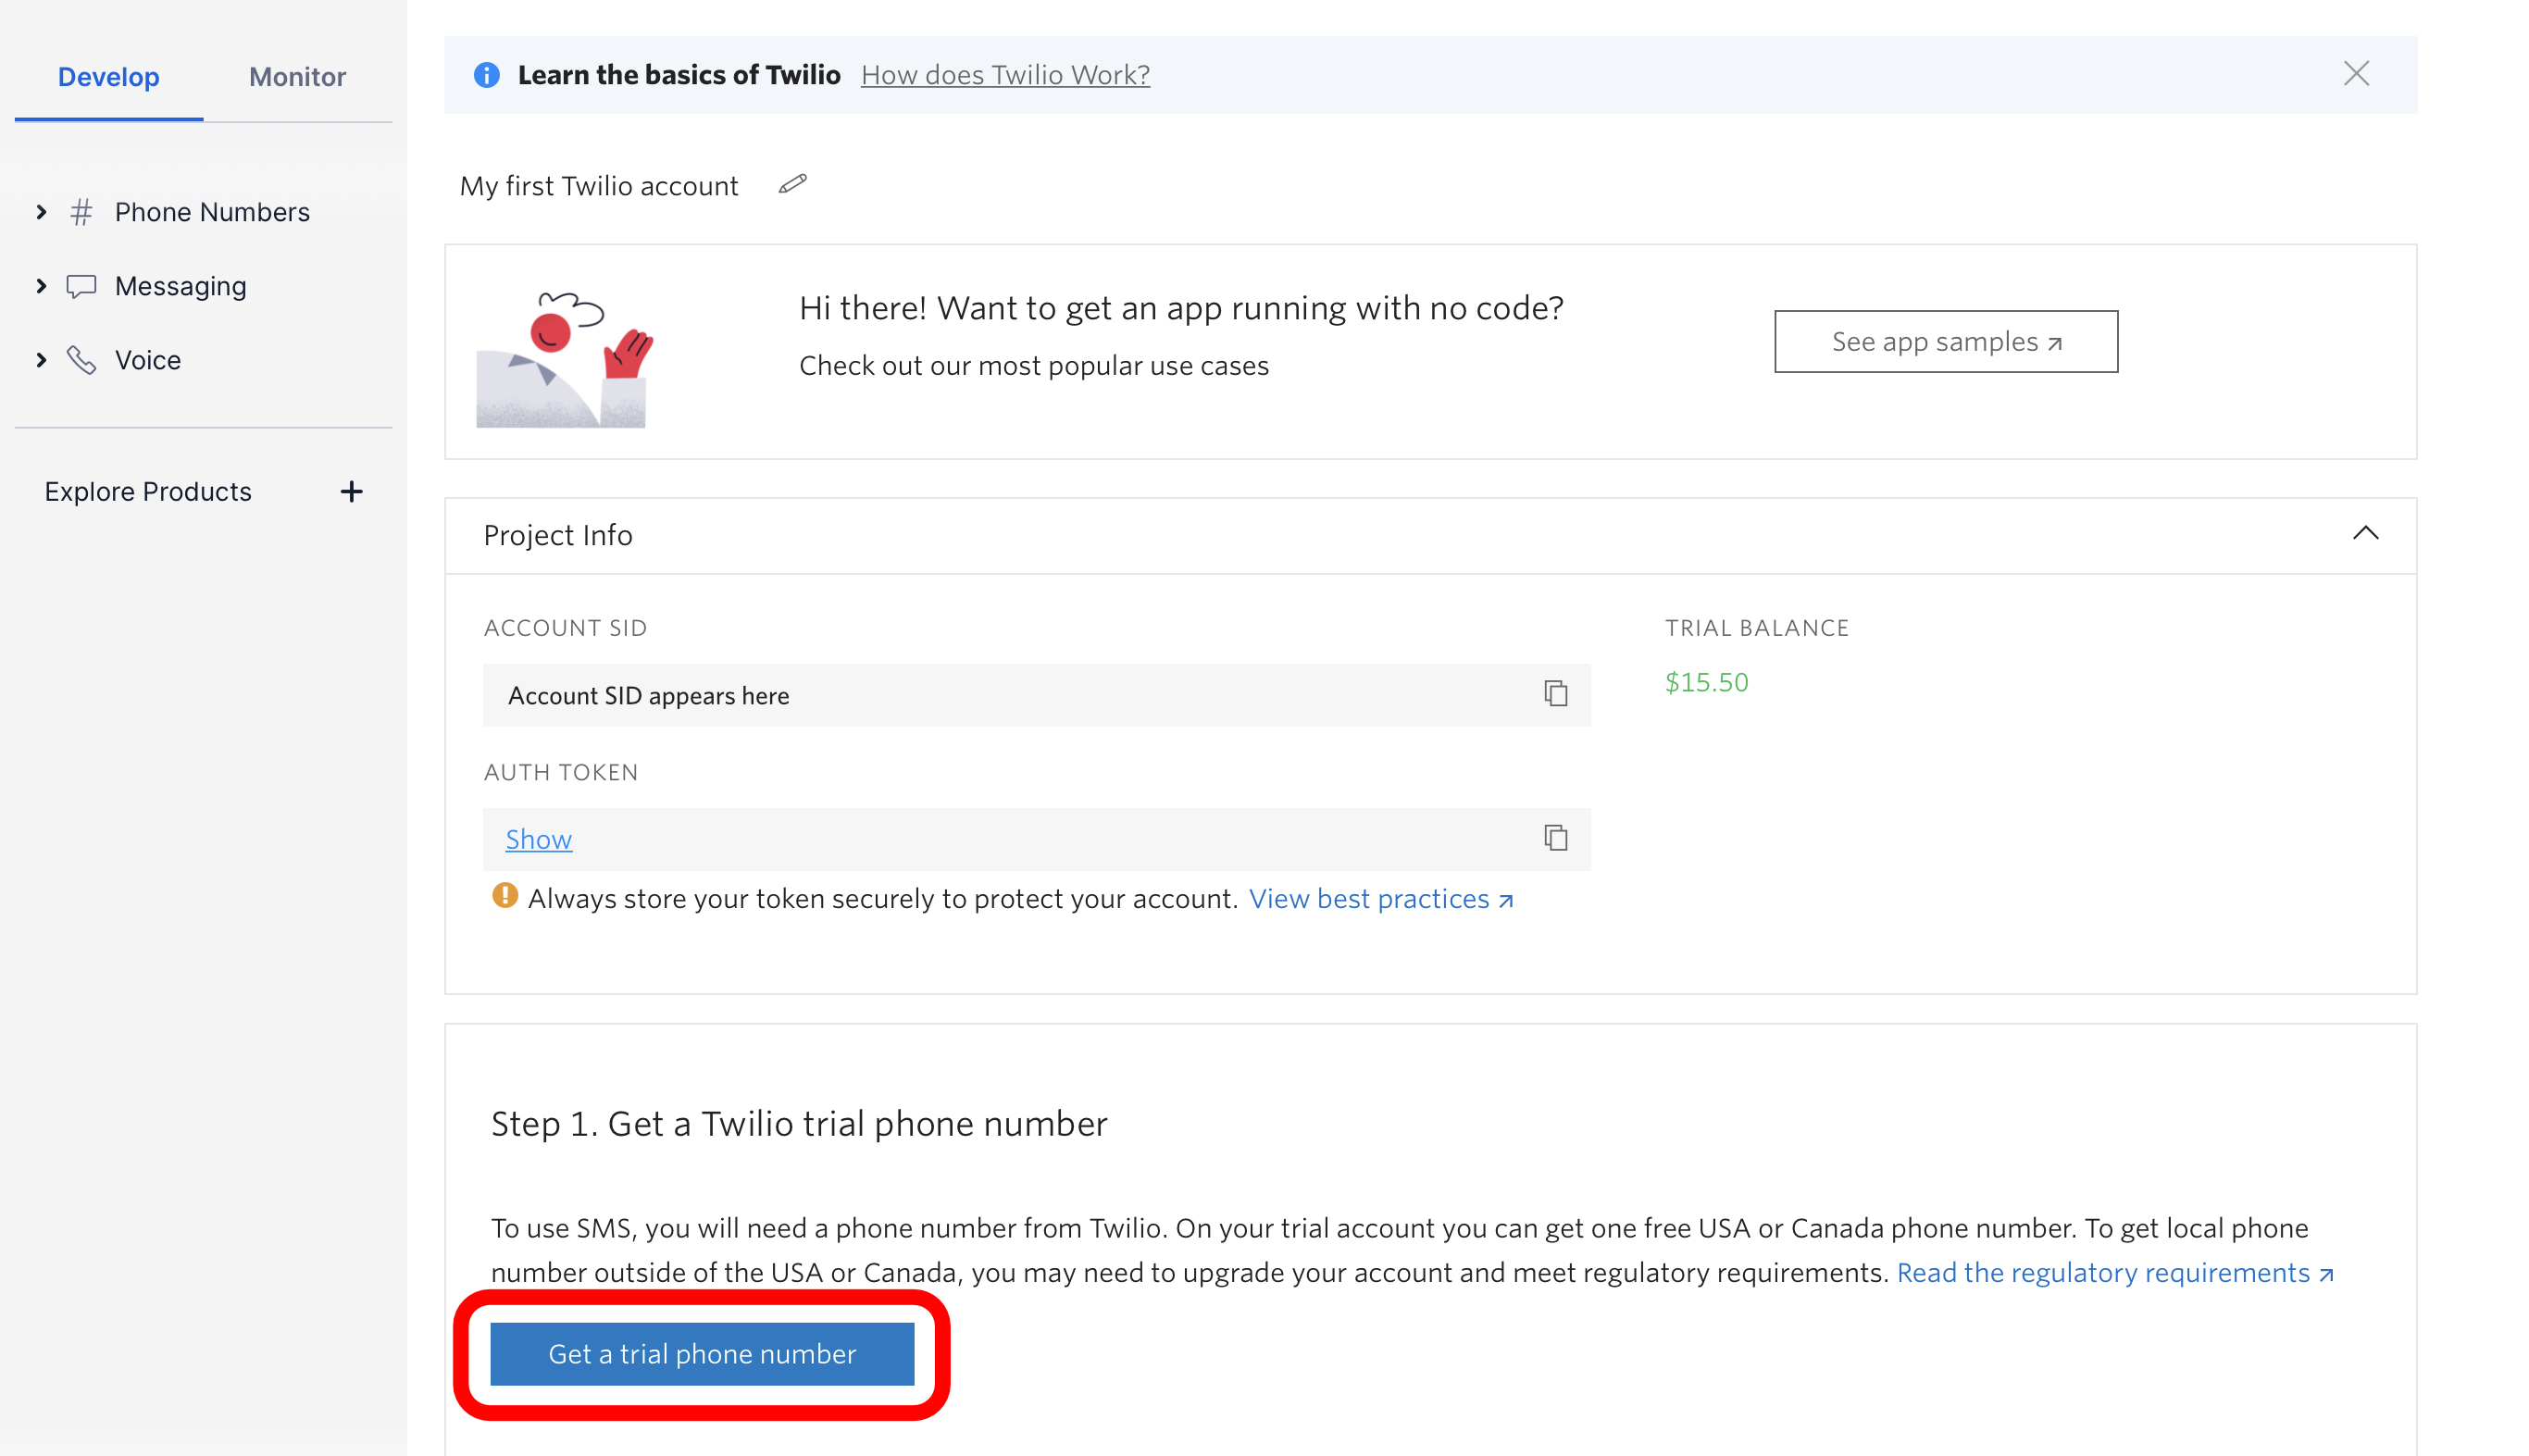 Develop
Monitor
Phone Numbers
Messaging
Voice
Explore Products
Learn the basics of Twilio How does Twilio Work?
My first Twilio account
Hi there! Want to get an app running with no code?
Check out our most popular use cases
See app samples
Project Info
ACCOUNT SID
Account SID appears here
TRIAL BALANCE
$15.50
AUTH TOKEN
Show
Always store your token securely to protect your account. View best practices
Step 1. Get a Twilio trial phone number
To use SMS, you will need a phone number from Twilio. On your trial account you can get one free USA or Canada phone number. To get local phone
number outside of the USA or Canada, you may need to upgrade your account and meet regulatory requirements. Read the regulatory requirements
Get a trial phone number